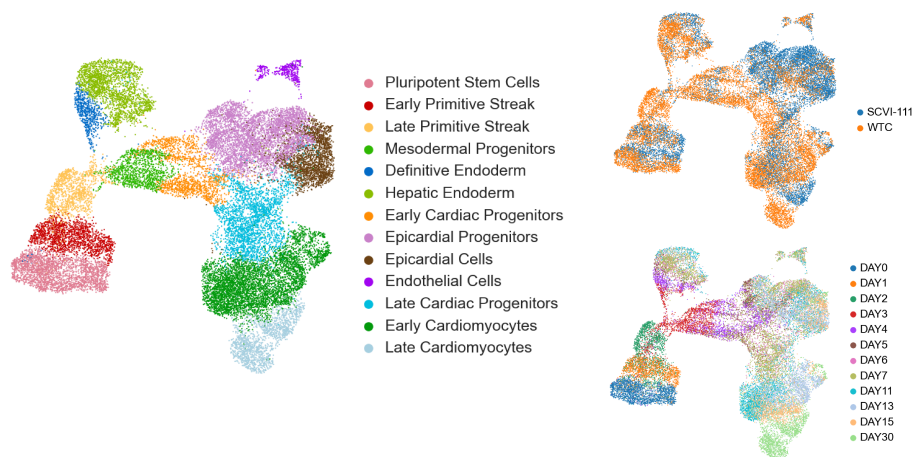 Pluripotent Stem Cells
Early Primitive Streak
Late Primitive Streak
Mesodermal Progenitors
Definitive Endoderm
Hepatic Endoderm
Early Cardiac Progenitors
Epicardial Progenitors
Epicardial Cells
Endothelial Cells
Late Cardiac Progenitors
Early Cardiomyocytes
Late Cardiomyocytes
SCVI-111
WTC
DAY0
DAY1
DAY2
DAY3
DAY4
DAY5
DAY6
DAY7
DAY11
DAY13
DAY15
DAY30